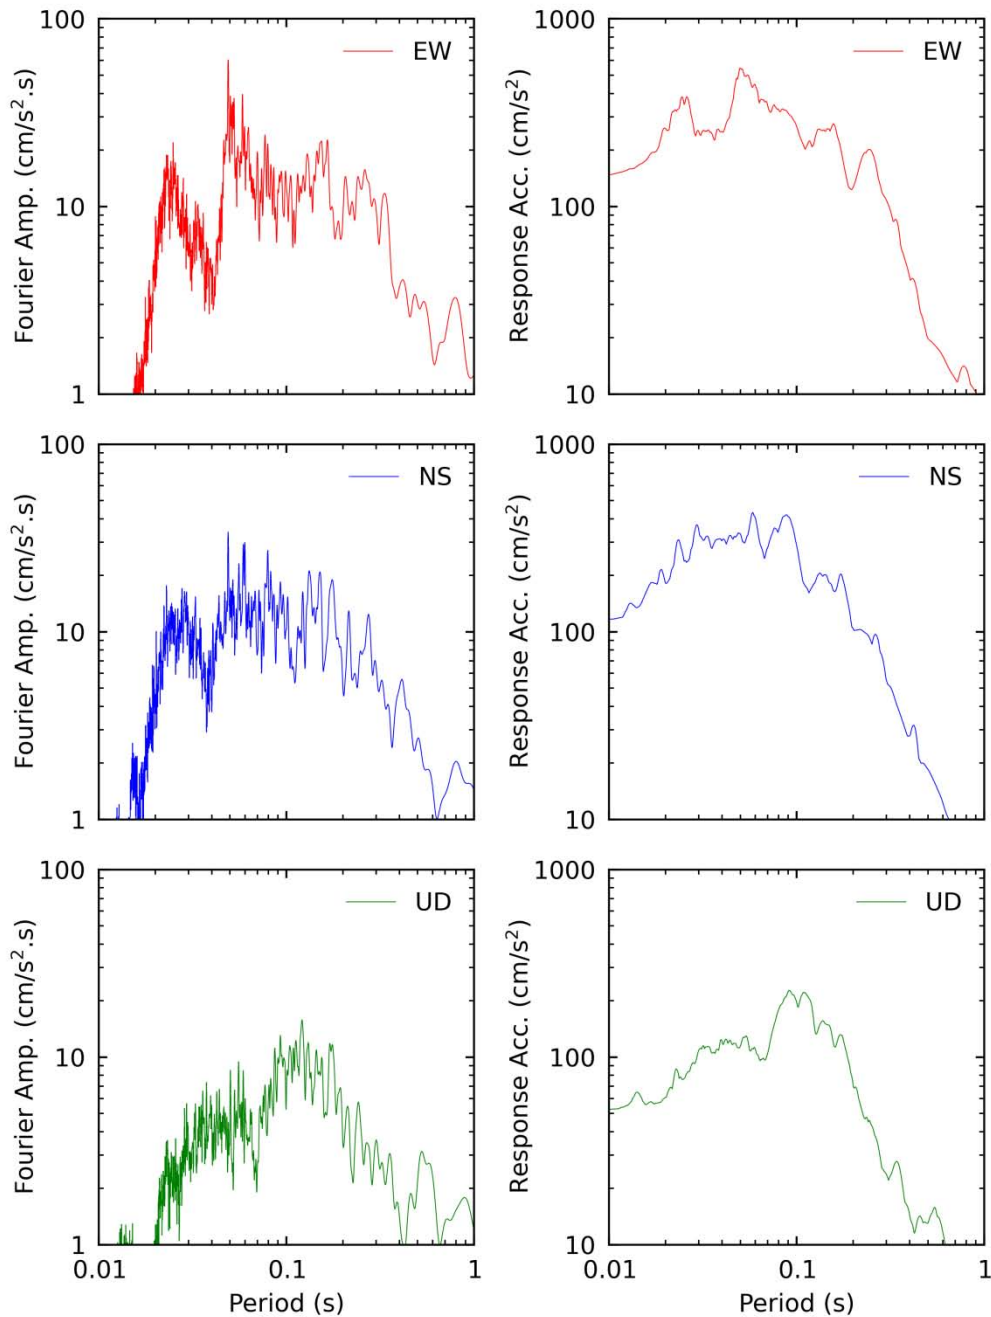 100
10
1
Fourier Amp. (cm/s².s)
EW
1000
100
10
Response Acc. (cm/s²)
EW
100
10
1
Fourier Amp. (cm/s².s)
NS
1000
100
10
Response Acc. (cm/s²)
NS
100
10
1
Fourier Amp. (cm/s².s)
UD
0.01
0.1
1
Period (s)
1000
100
10
Response Acc. (cm/s²)
UD
0.01
0.1
1
Period (s)